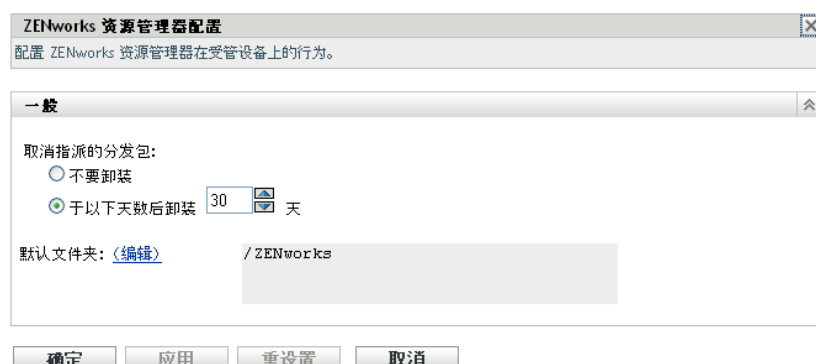 ZENworks 资源管理器配置
配置 ZENworks 资源管理器在受管设备上的行为。
一般
取消指派的分发包:
不要卸装
于以下天数后卸装 30 天
默认文件夹: (编辑) /ZENworks
确定 应用 重设置 取消